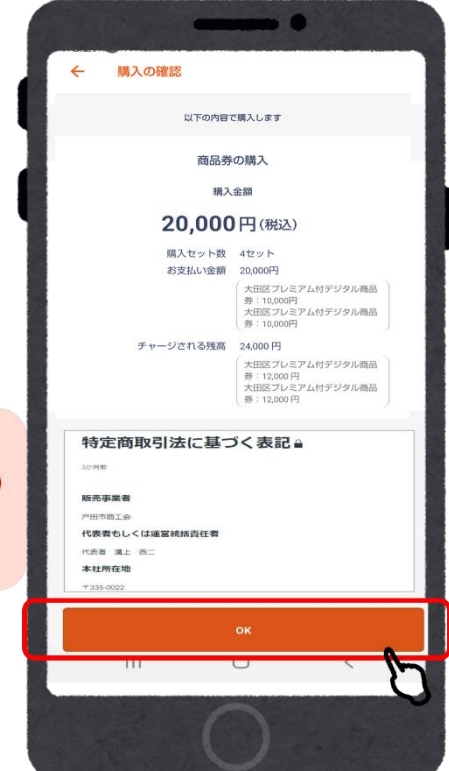 購入の確認
以下の内容で購入します
商品券の購入
購入金額
20,000円(税込)
購入セット数 4セット
お支払い金額 20,000円
大田区プレミアム付デジタル商品
券:10,000円
大田区プレミアム付デジタル商品
券:10,000円
チャージされる残高 24,000 円
大田区プレミアム付デジタル商品
券:12,000 円
大田区プレミアム付デジタル商品
券:12,000 円
特定商取引法に基づく表記
2か月前
販売事業者
戸田市商工会
代表者もしくは運営統括責任者
代表者 溝上 西二
本社所在地
〒335-0022
OK